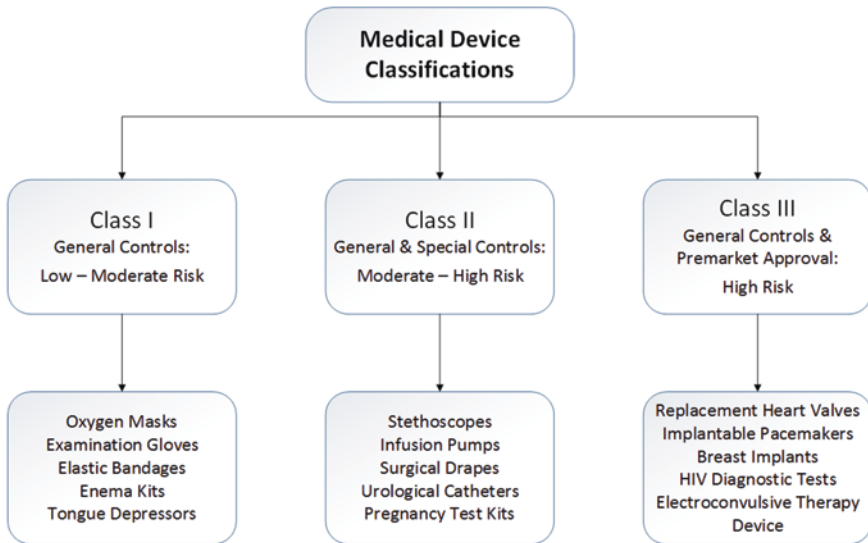 Medical Device
Classifications
Class I
General Controls:
Low – Moderate Risk
Class II
General & Special Controls:
Moderate – High Risk
Class III
General Controls &
Premarket Approval:
High Risk
Oxygen Masks
Examination Gloves
Elastic Bandages
Enema Kits
Tongue Depressors
Stethoscopes
Infusion Pumps
Surgical Drapes
Urological Catheters
Pregnancy Test Kits
Replacement Heart Valves
Implantable Pacemakers
Breast Implants
HIV Diagnostic Tests
Electroconvulsive Therapy
Device